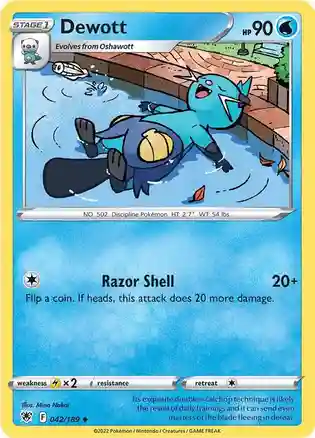 STAGE 1
Dewott
HP 90
Evolves from Oshawott
NO. 502 Discipline Pokémon HT: 2'7" WT: 54 lbs
Razor Shell 20+
Flip a coin. If heads, this attack does 20 more damage.
weakness ×2 resistance retreat
Illus. Mina Nakai
F 042/189
Its exquisite double-scalchop technique is likely
the result of daily training, and it can send even
masters of the blade fleeing in defeat.
©2022 Pokémon / Nintendo / Creatures / GAME FREAK